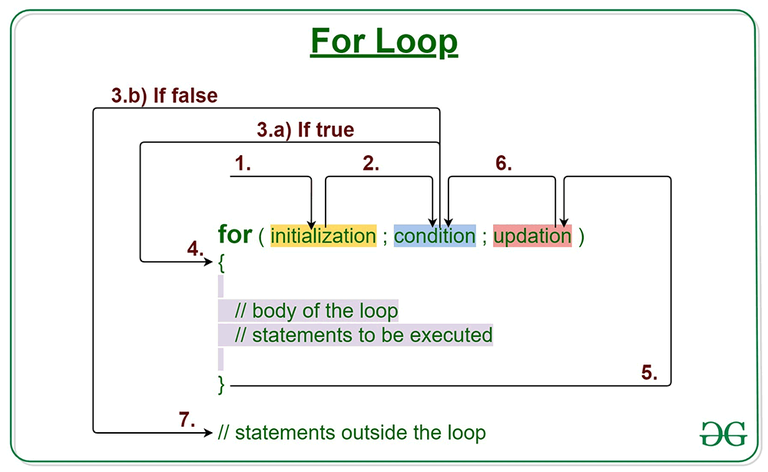 For Loop
3.b) If false
3.a) If true
1. 2. 6.
for ( initialization ; condition ; updation )
4. {
// body of the loop
// statements to be executed
} 5.
7. // statements outside the loop